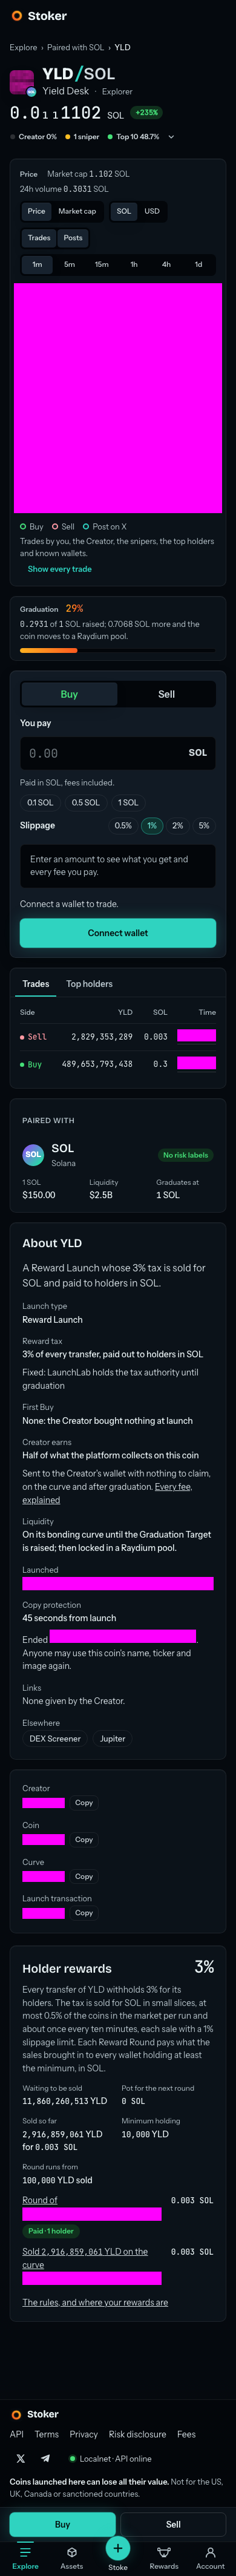 Stoker
Explore › Paired with SOL › YLD
YLD/SOL
Yield Desk · Explorer
0.0₁₁1102 SOL +235%
Creator 0% 1 sniper Top 10 48.7%
Price Market cap 1.102 SOL
24h volume 0.3031 SOL
Price Market cap SOL USD
Trades Posts
1m 5m 15m 1h 4h 1d
Buy Sell Post on X
Trades by you, the Creator, the snipers, the top holders
and known wallets.
Show every trade
Graduation 29%
0.2931 of 1 SOL raised; 0.7068 SOL more and the
coin moves to a Raydium pool.
Buy Sell
You pay
0.00 SOL
Paid in SOL, fees included.
0.1 SOL 0.5 SOL 1 SOL
Slippage 0.5% 1% 2% 5%
Enter an amount to see what you get and
every fee you pay.
Connect a wallet to trade.
Connect wallet
Trades Top holders
Side YLD SOL Time
Sell 2,829,353,289 0.003
Buy 489,653,793,438 0.3
PAIRED WITH
SOL SOL
Solana
No risk labels
1 SOL Liquidity Graduates at
$150.00 $2.5B 1 SOL
About YLD
A Reward Launch whose 3% tax is sold for
SOL and paid to holders in SOL.
Launch type
Reward Launch
Reward tax
3% of every transfer, paid out to holders in SOL
Fixed: LaunchLab holds the tax authority until
graduation
First Buy
None: the Creator bought nothing at launch
Creator earns
Half of what the platform collects on this coin
Sent to the Creator's wallet with nothing to claim,
on the curve and after graduation. Every fee,
explained
Liquidity
On its bonding curve until the Graduation Target
is raised; then locked in a Raydium pool.
Launched
Copy protection
45 seconds from launch
Ended .
Anyone may use this coin's name, ticker and
image again.
Links
None given by the Creator.
Elsewhere
DEX Screener Jupiter
Creator
Copy
Coin
Copy
Curve
Copy
Launch transaction
Copy
Holder rewards 3%
Every transfer of YLD withholds 3% for its
holders. The tax is sold for SOL in small slices, at
most 0.5% of the coins in the market per run and
about once every ten minutes, each sale with a 1%
slippage limit. Each Reward Round pays what the
sales brought in to every wallet holding at least
the minimum, in SOL.
Waiting to be sold Pot for the next round
11,860,260,513 YLD 0 SOL
Sold so far Minimum holding
2,916,859,061 YLD 10,000 YLD
for 0.003 SOL
Round runs from
100,000 YLD sold
Round of 0.003 SOL
Paid · 1 holder
Sold 2,916,859,061 YLD on the 0.003 SOL
curve
The rules, and where your rewards are
Stoker
API Terms Privacy Risk disclosure Fees
Localnet · API online
Coins launched here can lose all their value. Not for the US,
UK, Canada or sanctioned countries.
Buy Sell
Explore Assets Stoke Rewards Account